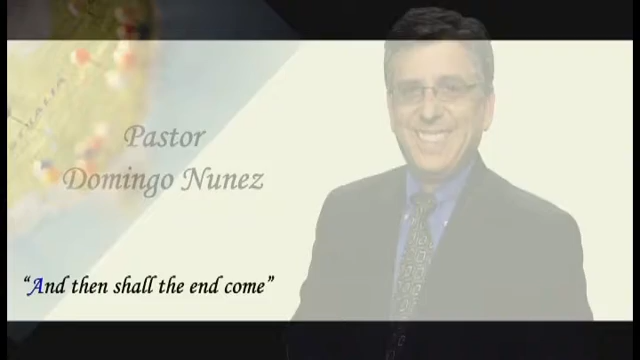 Pastor
Domingo Nunez
“And then shall the end come”